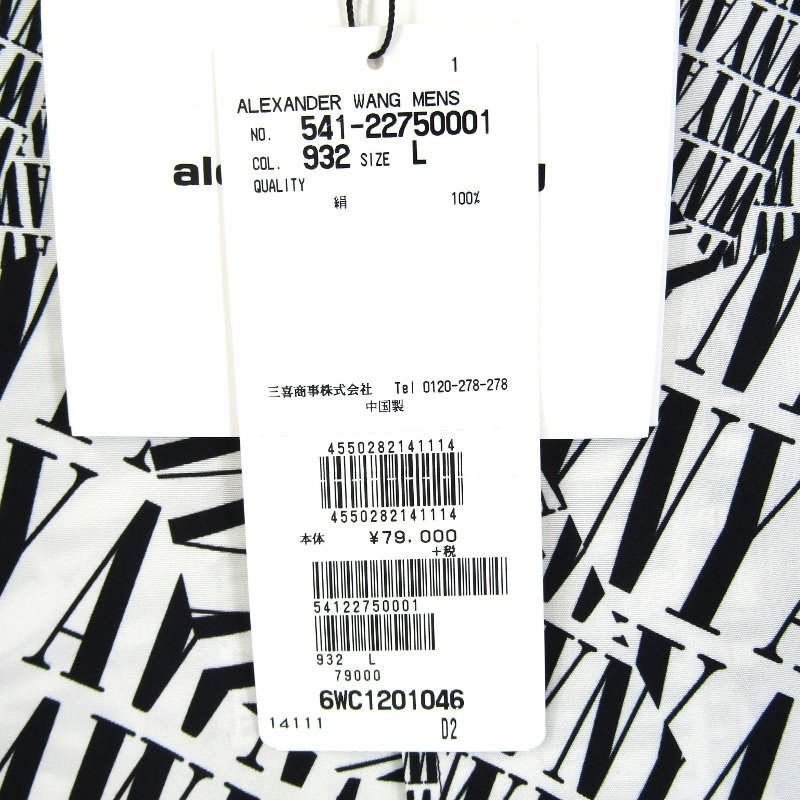 1
ALEXANDER WANG MENS
NO. 541-22750001
COL. 932 SIZE L
QUALITY
絹 100%
三喜商事株式会社 Tel 0120-278-278
中国製
4550282141114
4550282141114
本体 ¥79,000
+税
54122750001
932 L
79000
6WC1201046
14111 D2